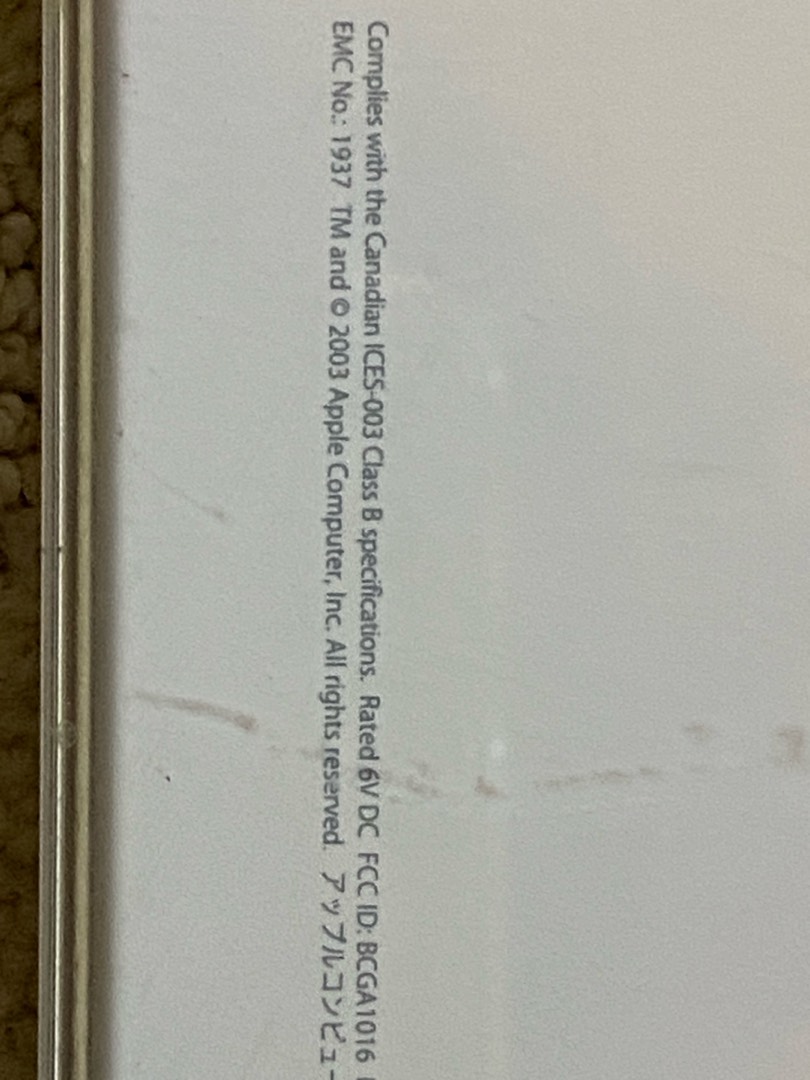 Complies with the Canadian ICES-003 Class B specifications. Rated 6V DC FCC ID: BCGA1016
EMC No.: 1937 TM and © 2003 Apple Computer, Inc. All rights reserved. アップルコンピュー